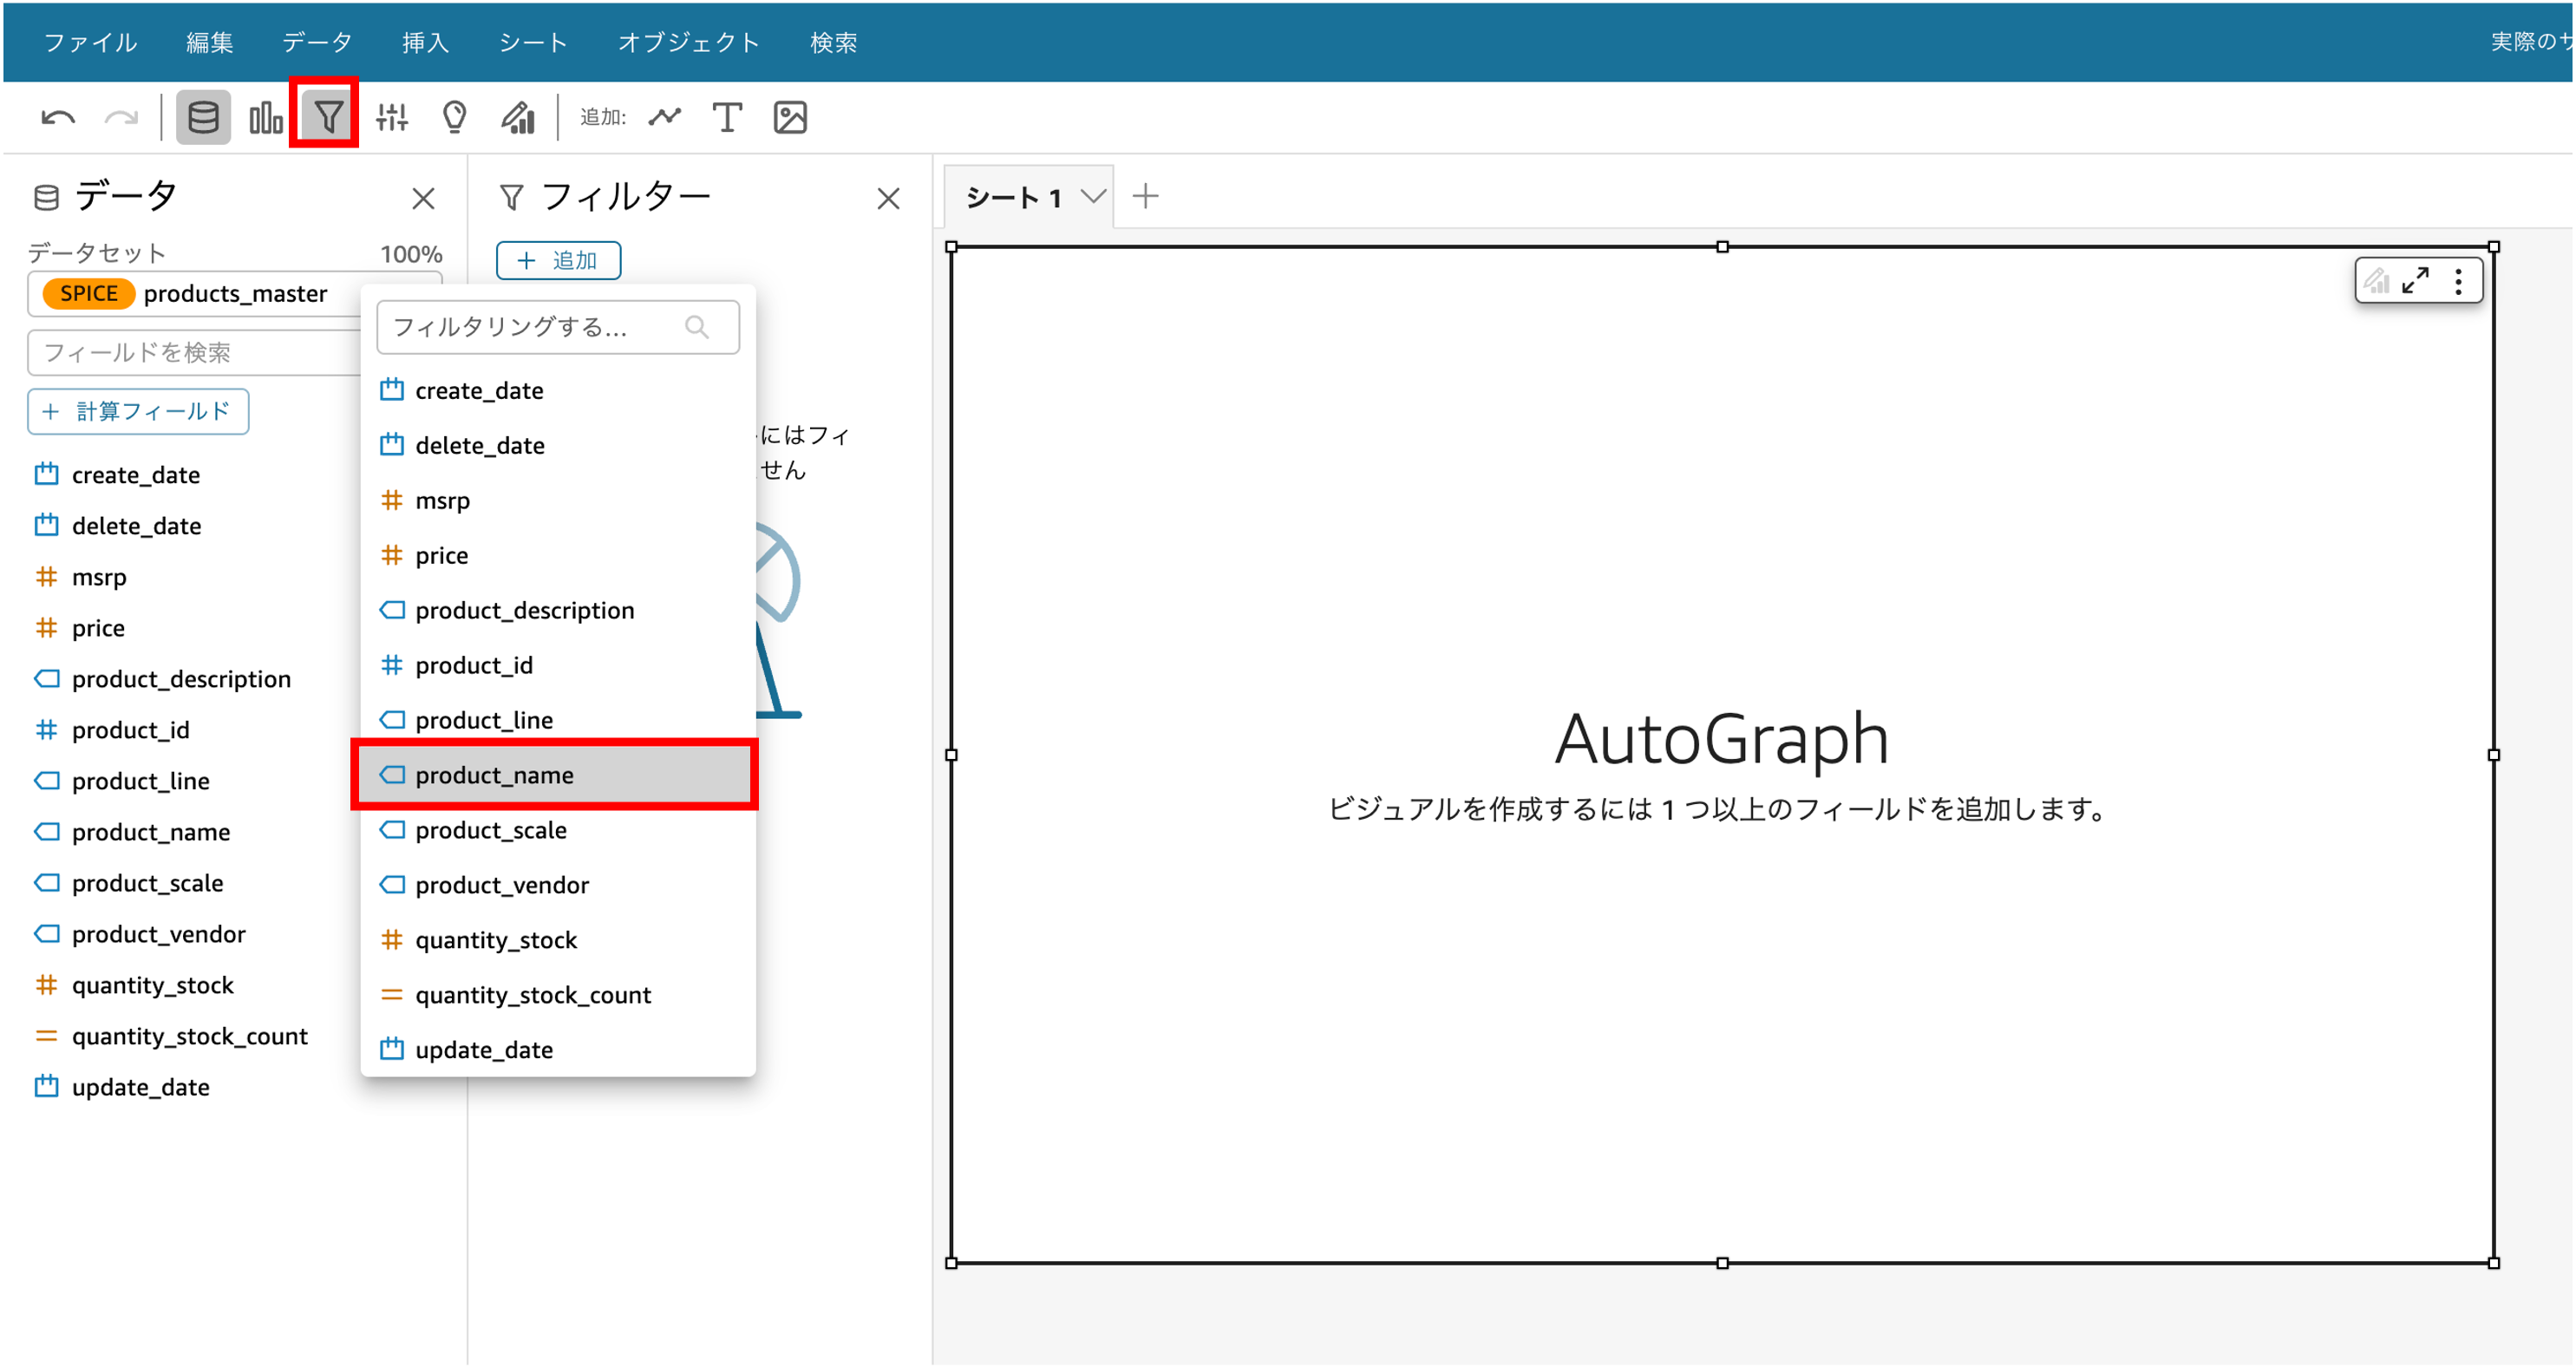 ファイル 編集 データ 挿入 シート オブジェクト 検索 実際のサ
追加:
データ
データセット 100%
SPICE products_master
フィールドを検索
+ 計算フィールド
create_date
delete_date
msrp
price
product_description
product_id
product_line
product_name
product_scale
product_vendor
quantity_stock
quantity_stock_count
update_date
フィルター
+ 追加
にはフィ
せん
フィルタリングする...
create_date
delete_date
msrp
price
product_description
product_id
product_line
product_name
product_scale
product_vendor
quantity_stock
quantity_stock_count
update_date
シート 1
AutoGraph
ビジュアルを作成するには 1 つ以上のフィールドを追加します。